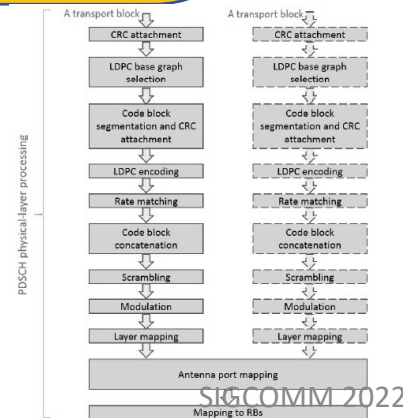 A transport block
CRC attachment
LDPC base graph
selection
Code block
segmentation and CRC
attachment
LDPC encoding
Rate matching
Code block
concatenation
Scrambling
Modulation
Layer mapping
A transport block
CRC attachment
LDPC base graph
selection
Code block
segmentation and CRC
attachment
LDPC encoding
Rate matching
Code block
concatenation
Scrambling
Modulation
Layer mapping
Antenna port mapping
Mapping to RBs
PDSCH physical-layer processing
SIGCOMM 2022